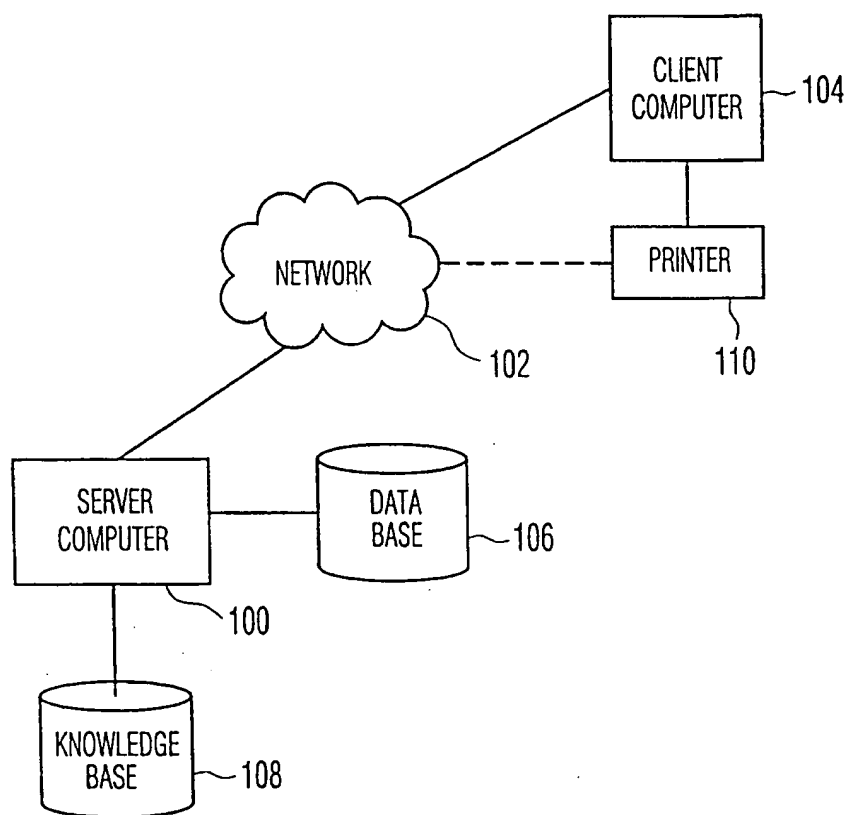 CLIENT
COMPUTER
104
NETWORK
PRINTER
110
102
SERVER
COMPUTER
100
DATA
BASE
106
KNOWLEDGE
BASE
108